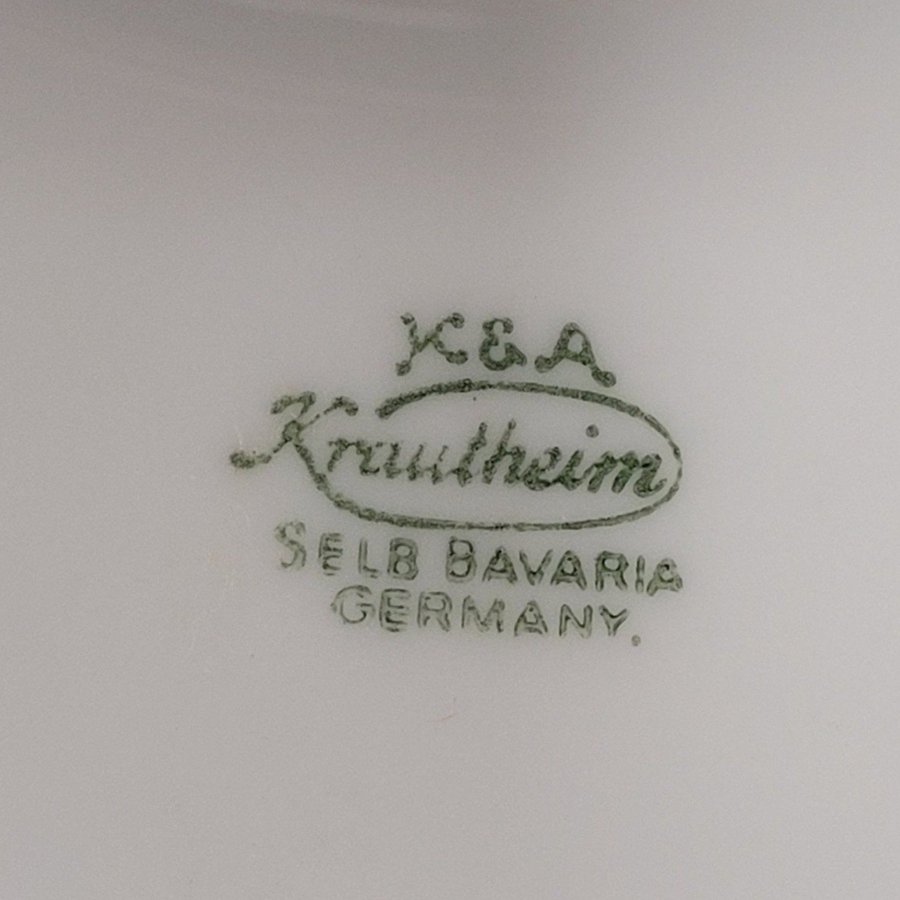 K&A
Krautheim
SELB BAVARIA
GERMANY.